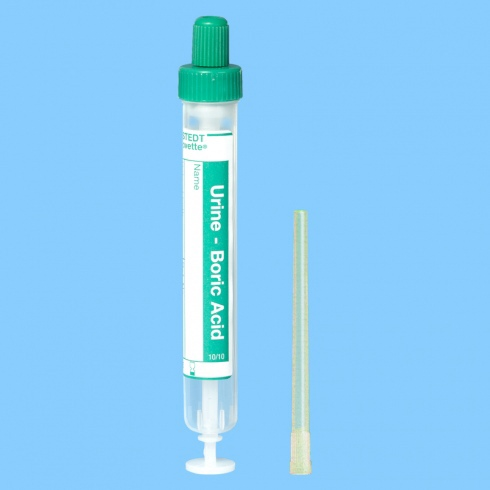 STEDT
vette®
Name
Urine - Boric Acid
10/10